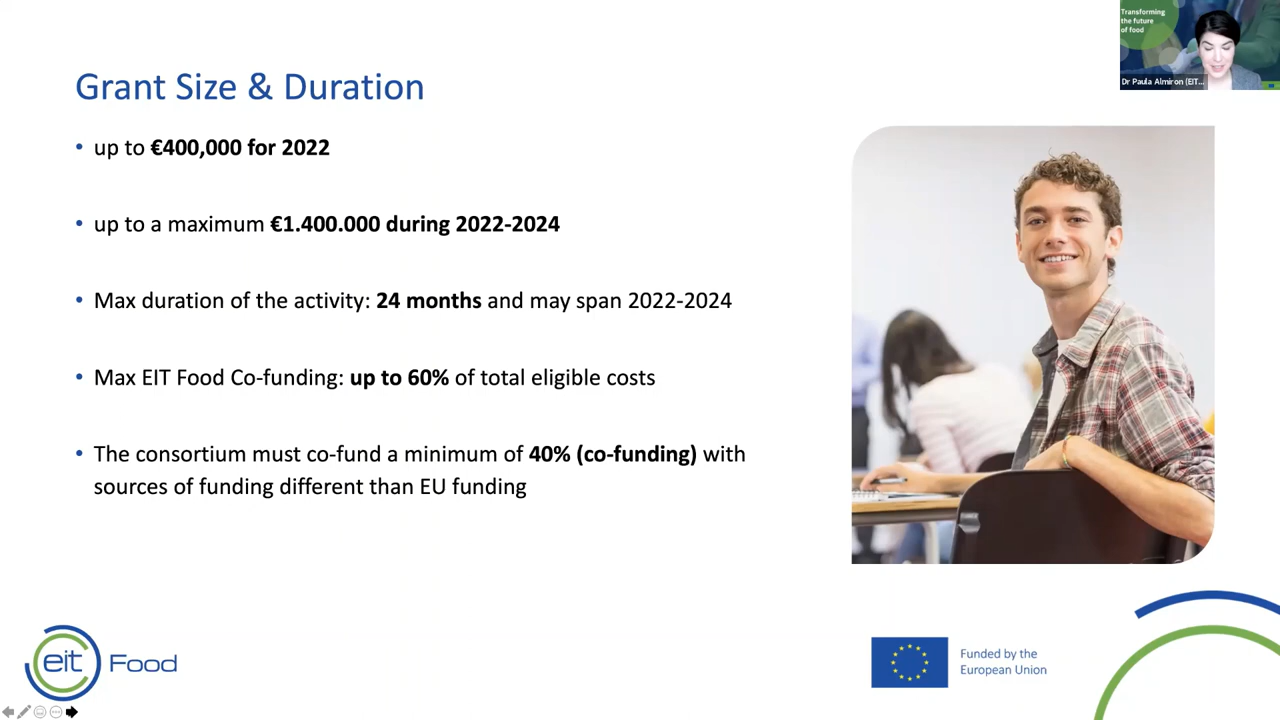 Transforming
the future
of food
Dr Paula Almiron (EIT...
Grant Size & Duration
• up to €400,000 for 2022
• up to a maximum €1.400.000 during 2022-2024
• Max duration of the activity: 24 months and may span 2022-2024
• Max EIT Food Co-funding: up to 60% of total eligible costs
• The consortium must co-fund a minimum of 40% (co-funding) with
sources of funding different than EU funding
eit Food
Funded by the
European Union